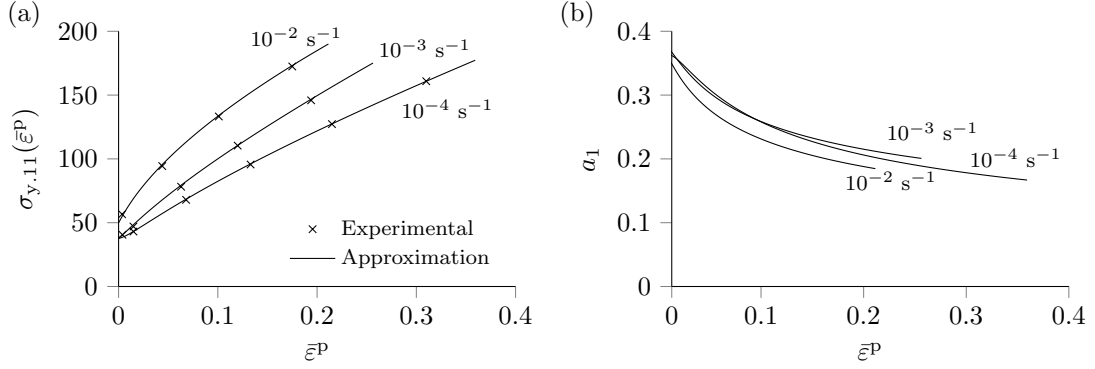 (a)
200
150
100
50
0
0 0.1 0.2 0.3 0.4
σy.11(ε̄ᵖ)
ε̄ᵖ
10⁻² s⁻¹
10⁻³ s⁻¹
10⁻⁴ s⁻¹
× Experimental
Approximation
(b)
0.4
0.3
0.2
0.1
0
0 0.1 0.2 0.3 0.4
a₁
ε̄ᵖ
10⁻³ s⁻¹
10⁻⁴ s⁻¹
10⁻² s⁻¹